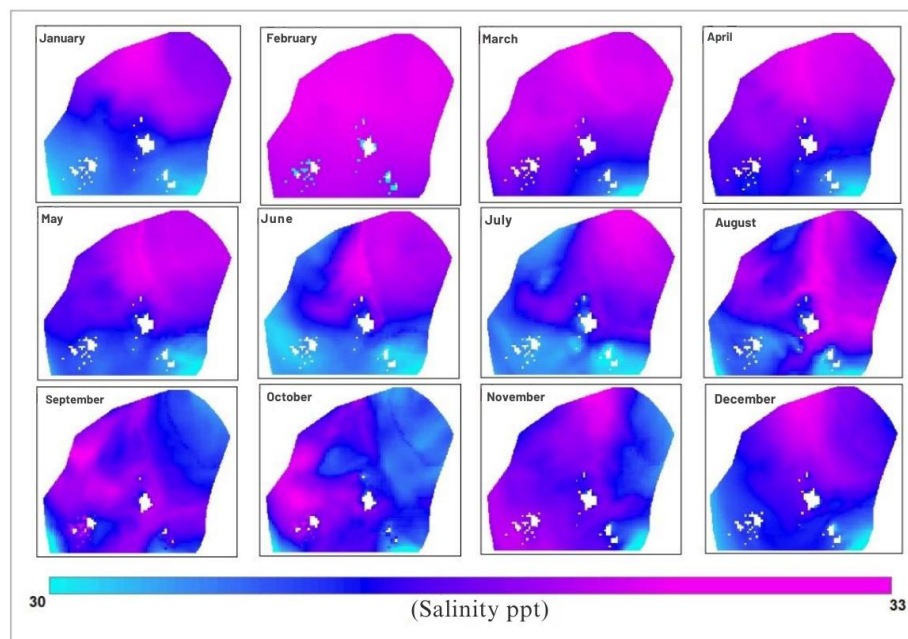 January
February
March
April
May
June
July
August
September
October
November
December
30
(Salinity ppt)
33